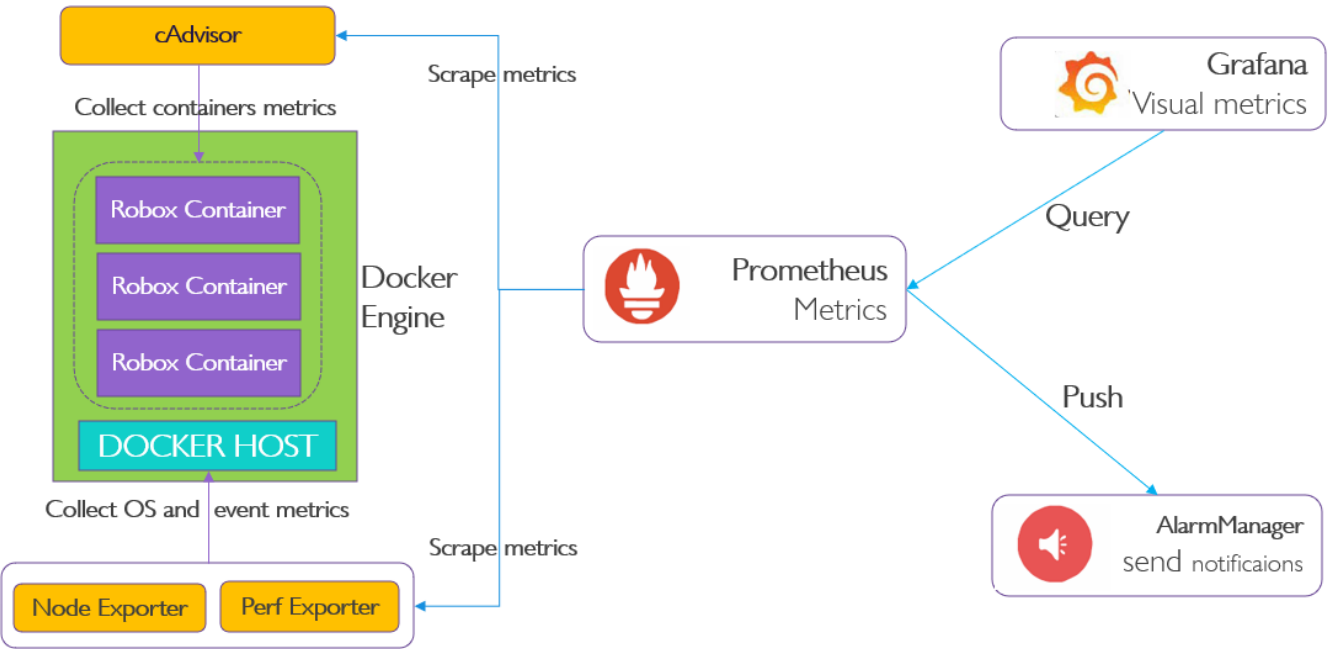 cAdvisor
Scrape metrics
Collect containers metrics
Robox Container
Robox Container
Robox Container
Docker
Engine
DOCKER HOST
Collect OS and event metrics
Scrape metrics
Node Exporter
Perf Exporter
Prometheus
Metrics
Grafana
'Visual metrics
Query
Push
AlarmManager
send notificaions